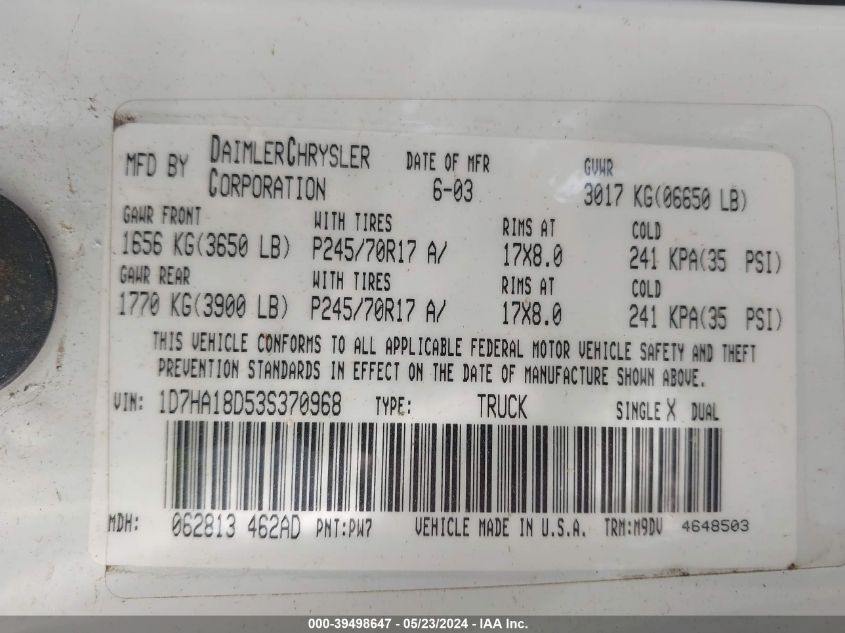 MFD BY DAIMLERCHRYSLER CORPORATION DATE OF MFR 6-03 GVWR 3017 KG(06650 LB)
GAWR FRONT WITH TIRES RIMS AT COLD
1656 KG(3650 LB) P245/70R17 A/ 17X8.0 241 KPA(35 PSI)
GAWR REAR WITH TIRES RIMS AT COLD
1770 KG(3900 LB) P245/70R17 A/ 17X8.0 241 KPA(35 PSI)
THIS VEHICLE CONFORMS TO ALL APPLICABLE FEDERAL MOTOR VEHICLE SAFETY AND THEFT
PREVENTION STANDARDS IN EFFECT ON THE DATE OF MANUFACTURE SHOWN ABOVE.
VIN: 1D7HA18D53S370968 TYPE: TRUCK SINGLE X DUAL
MDH: 062813 462AD PNT:PW7 VEHICLE MADE IN U.S.A. TRM:M9DV 4648503
000-39498647 - 05/23/2024 - IAA Inc.